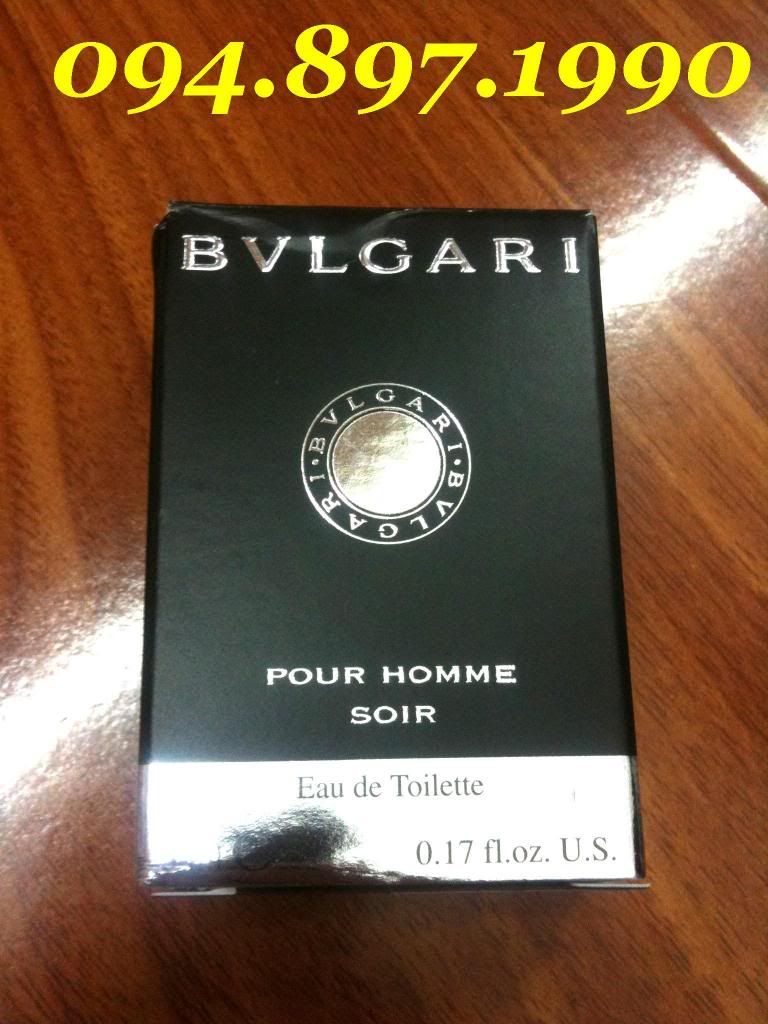 094.897.1990
BVLGARI
BVLGARI · BVLGARI ·
POUR HOMME
SOIR
Eau de Toilette
0.17 fl.oz. U.S.